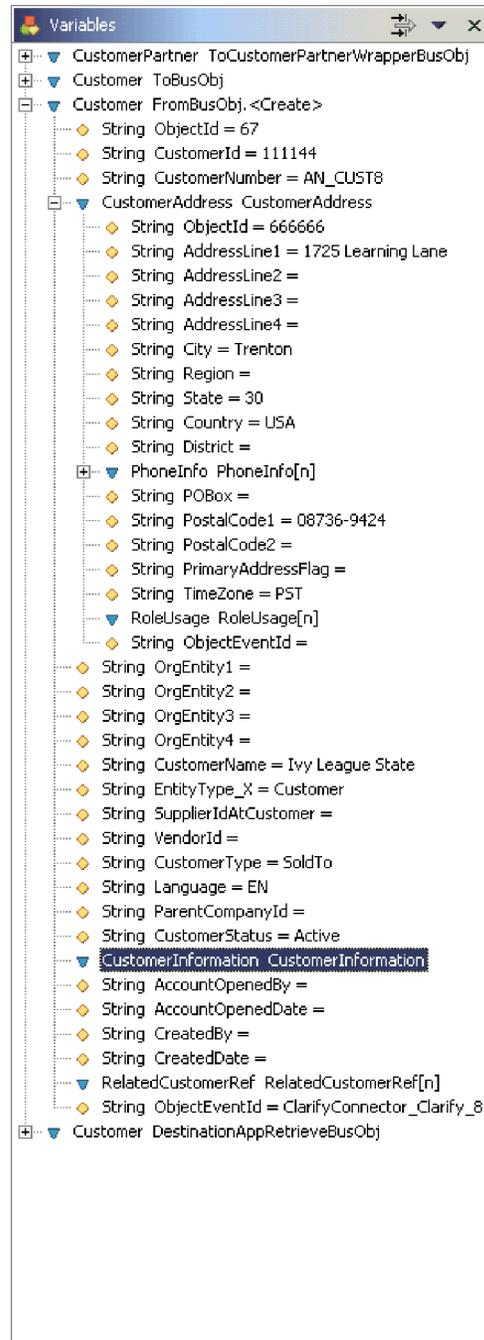 Variables
CustomerPartner ToCustomerPartnerWrapperBusObj
Customer ToBusObj
Customer FromBusObj.<Create>
String ObjectId = 67
String CustomerId = 111144
String CustomerNumber = AN_CUST8
CustomerAddress CustomerAddress
String ObjectId = 666666
String AddressLine1 = 1725 Learning Lane
String AddressLine2 =
String AddressLine3 =
String AddressLine4 =
String City = Trenton
String Region =
String State = 30
String Country = USA
String District =
PhoneInfo PhoneInfo[n]
String POBox =
String PostalCode1 = 08736-9424
String PostalCode2 =
String PrimaryAddressFlag =
String TimeZone = PST
RoleUsage RoleUsage[n]
String ObjectEventId =
String OrgEntity1 =
String OrgEntity2 =
String OrgEntity3 =
String OrgEntity4 =
String CustomerName = Ivy League State
String EntityType_X = Customer
String SupplierIdAtCustomer =
String VendorId =
String CustomerType = SoldTo
String Language = EN
String ParentCompanyId =
String CustomerStatus = Active
CustomerInformation CustomerInformation
String AccountOpenedBy =
String AccountOpenedDate =
String CreatedBy =
String CreatedDate =
RelatedCustomerRef RelatedCustomerRef[n]
String ObjectEventId = ClarifyConnector_Clarify_8
Customer DestinationAppRetrieveBusObj